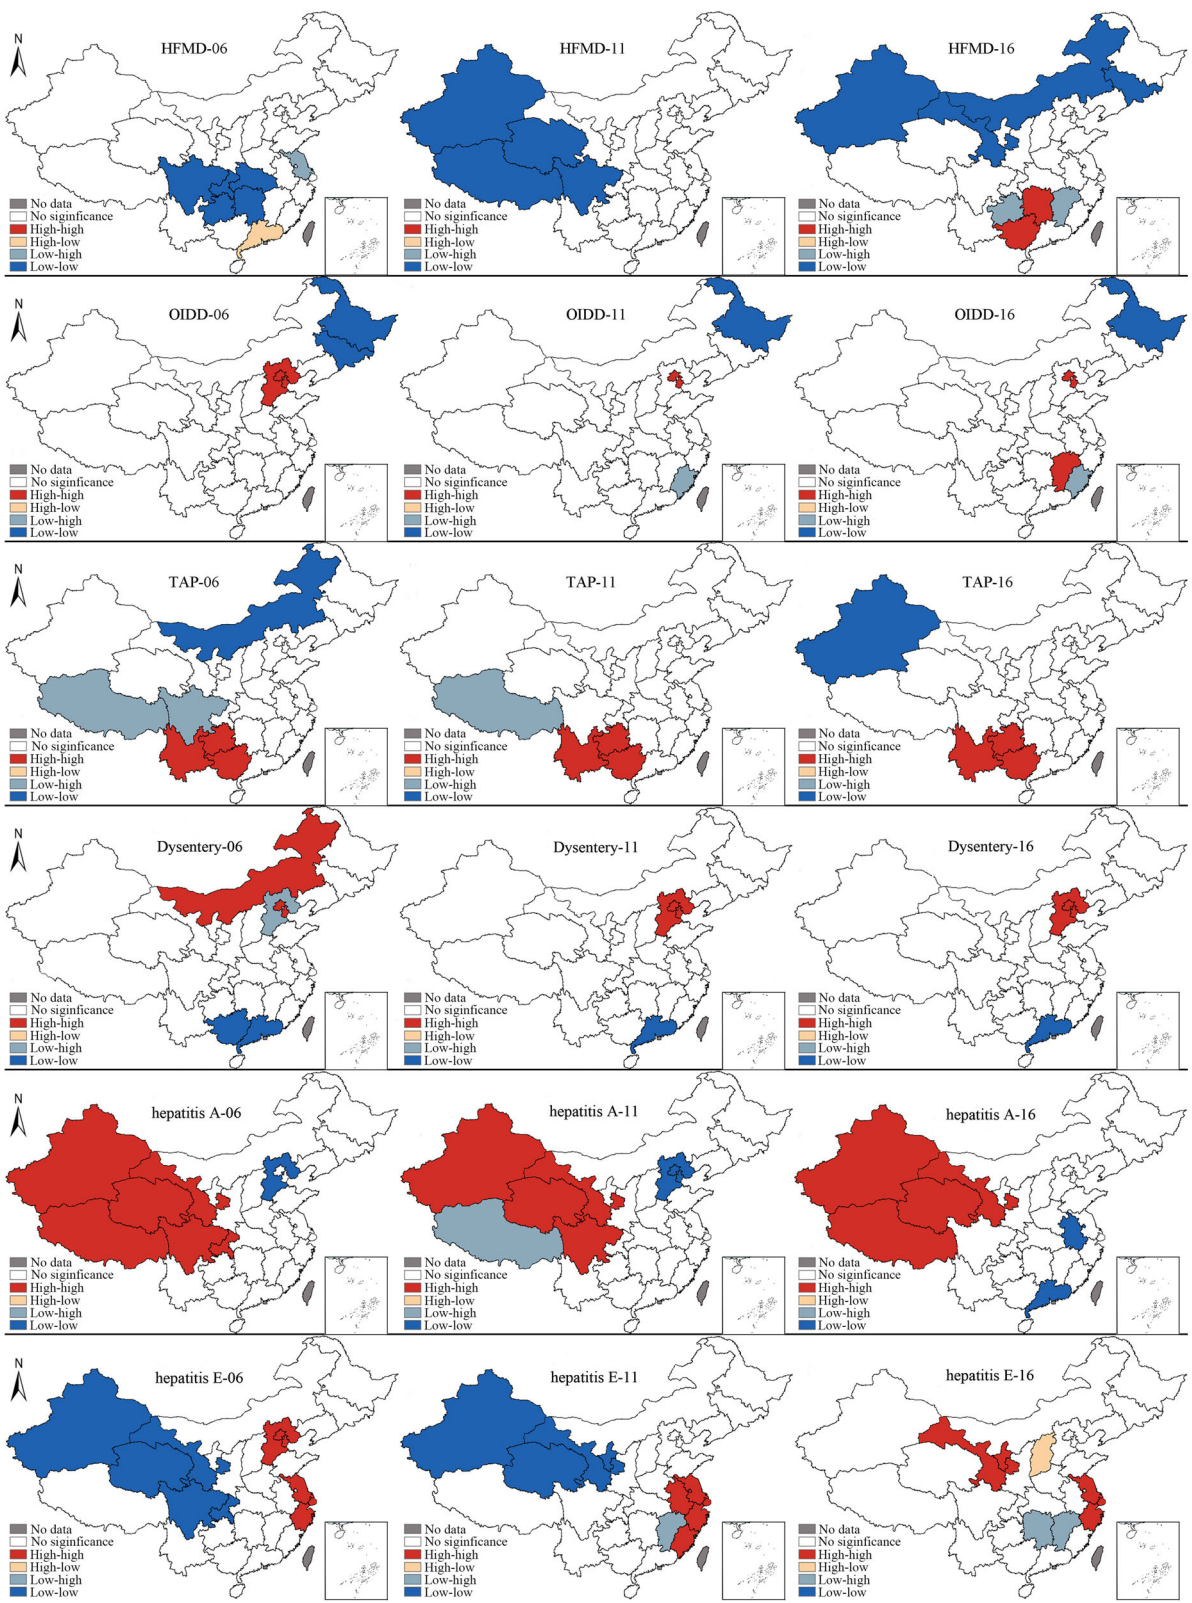 N
HFMD-06
HFMD-11
HFMD-16
No data
No siginficance
High-high
High-low
Low-high
Low-low
No data
No siginficance
High-high
High-low
Low-high
Low-low
No data
No siginficance
High-high
High-low
Low-high
Low-low
N
OIDD-06
OIDD-11
OIDD-16
No data
No siginficance
High-high
High-low
Low-high
Low-low
No data
No siginficance
High-high
High-low
Low-high
Low-low
No data
No siginficance
High-high
High-low
Low-high
Low-low
N
TAP-06
TAP-11
TAP-16
No data
No siginficance
High-high
High-low
Low-high
Low-low
No data
No siginficance
High-high
High-low
Low-high
Low-low
No data
No siginficance
High-high
High-low
Low-high
Low-low
N
Dysentery-06
Dysentery-11
Dysentery-16
No data
No siginficance
High-high
High-low
Low-high
Low-low
No data
No siginficance
High-high
High-low
Low-high
Low-low
No data
No siginficance
High-high
High-low
Low-high
Low-low
N
hepatitis A-06
hepatitis A-11
hepatitis A-16
No data
No siginficance
High-high
High-low
Low-high
Low-low
No data
No siginficance
High-high
High-low
Low-high
Low-low
No data
No siginficance
High-high
High-low
Low-high
Low-low
N
hepatitis E-06
hepatitis E-11
hepatitis E-16
No data
No siginficance
High-high
High-low
Low-high
Low-low
No data
No siginficance
High-high
High-low
Low-high
Low-low
No data
No siginficance
High-high
High-low
Low-high
Low-low